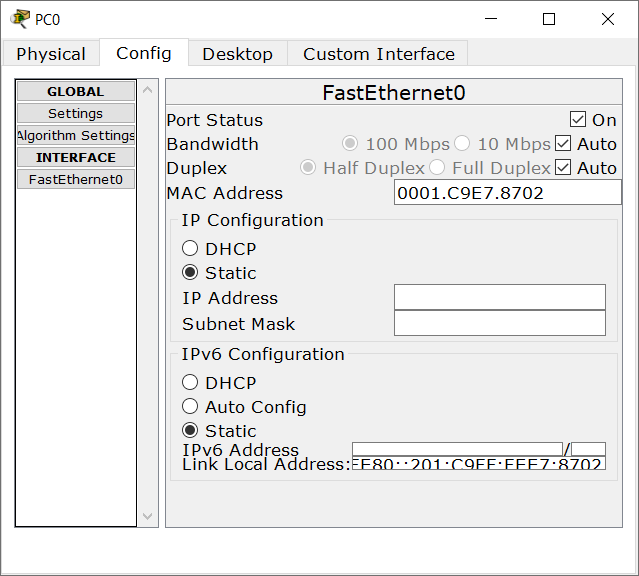 PC0
Physical Config Desktop Custom Interface
GLOBAL
Settings
Algorithm Settings
INTERFACE
FastEthernet0
FastEthernet0
Port Status On
Bandwidth 100 Mbps 10 Mbps Auto
Duplex Half Duplex Full Duplex Auto
MAC Address 0001.C9E7.8702
IP Configuration
DHCP
Static
IP Address
Subnet Mask
IPv6 Configuration
DHCP
Auto Config
Static
IPv6 Address /
Link Local Address: FE80::201:C9FF:FEE7:8702